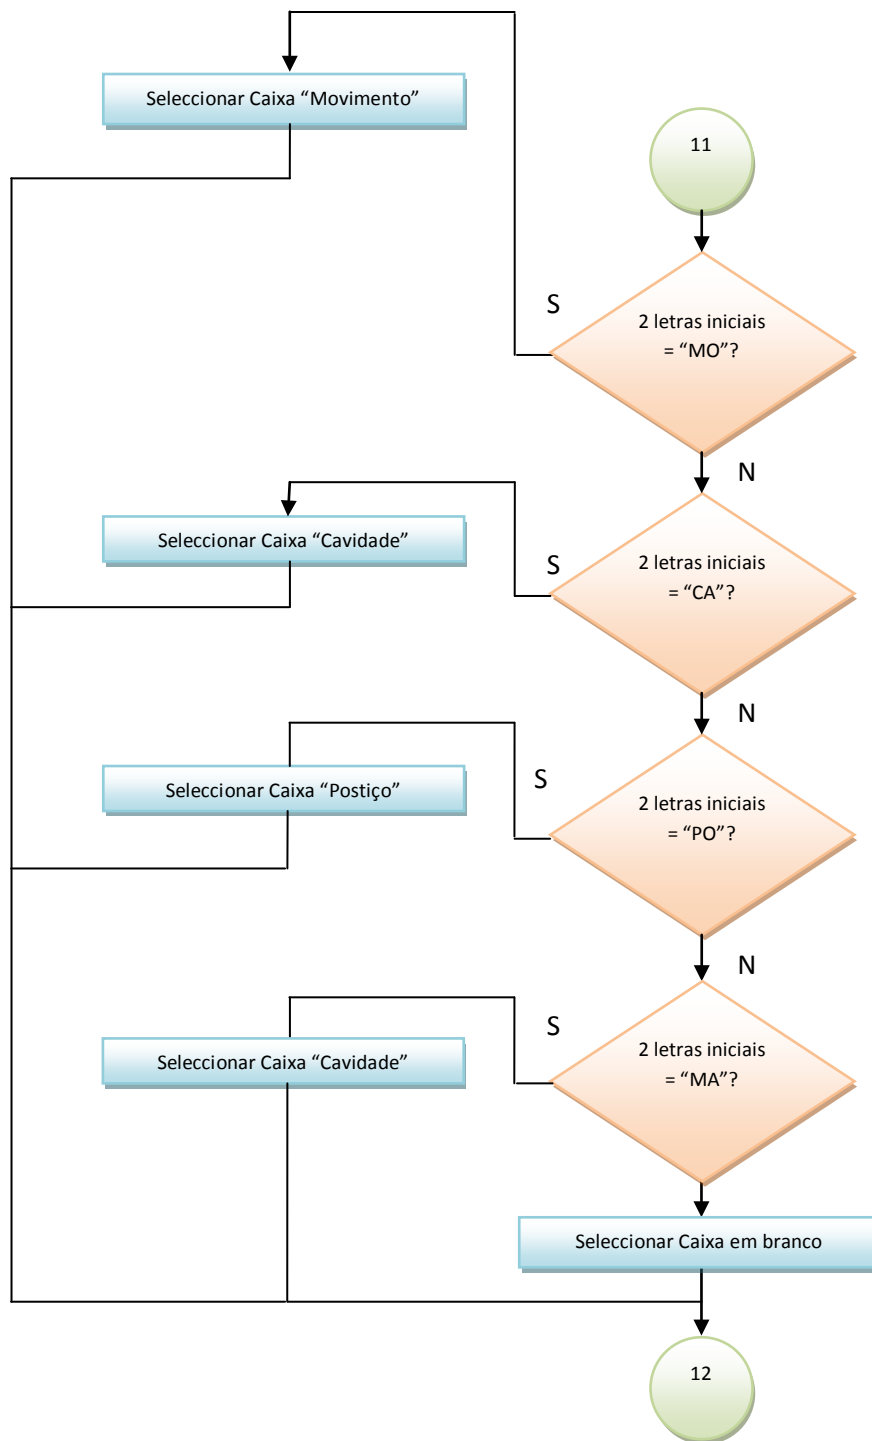 Seleccionar Caixa “Movimento”
11
S
2 letras iniciais
= “MO”?
N
Seleccionar Caixa “Cavidade”
S
2 letras iniciais
= “CA”?
N
Seleccionar Caixa “Postiço”
S
2 letras iniciais
= “PO”?
N
Seleccionar Caixa “Cavidade”
S
2 letras iniciais
= “MA”?
Seleccionar Caixa em branco
12